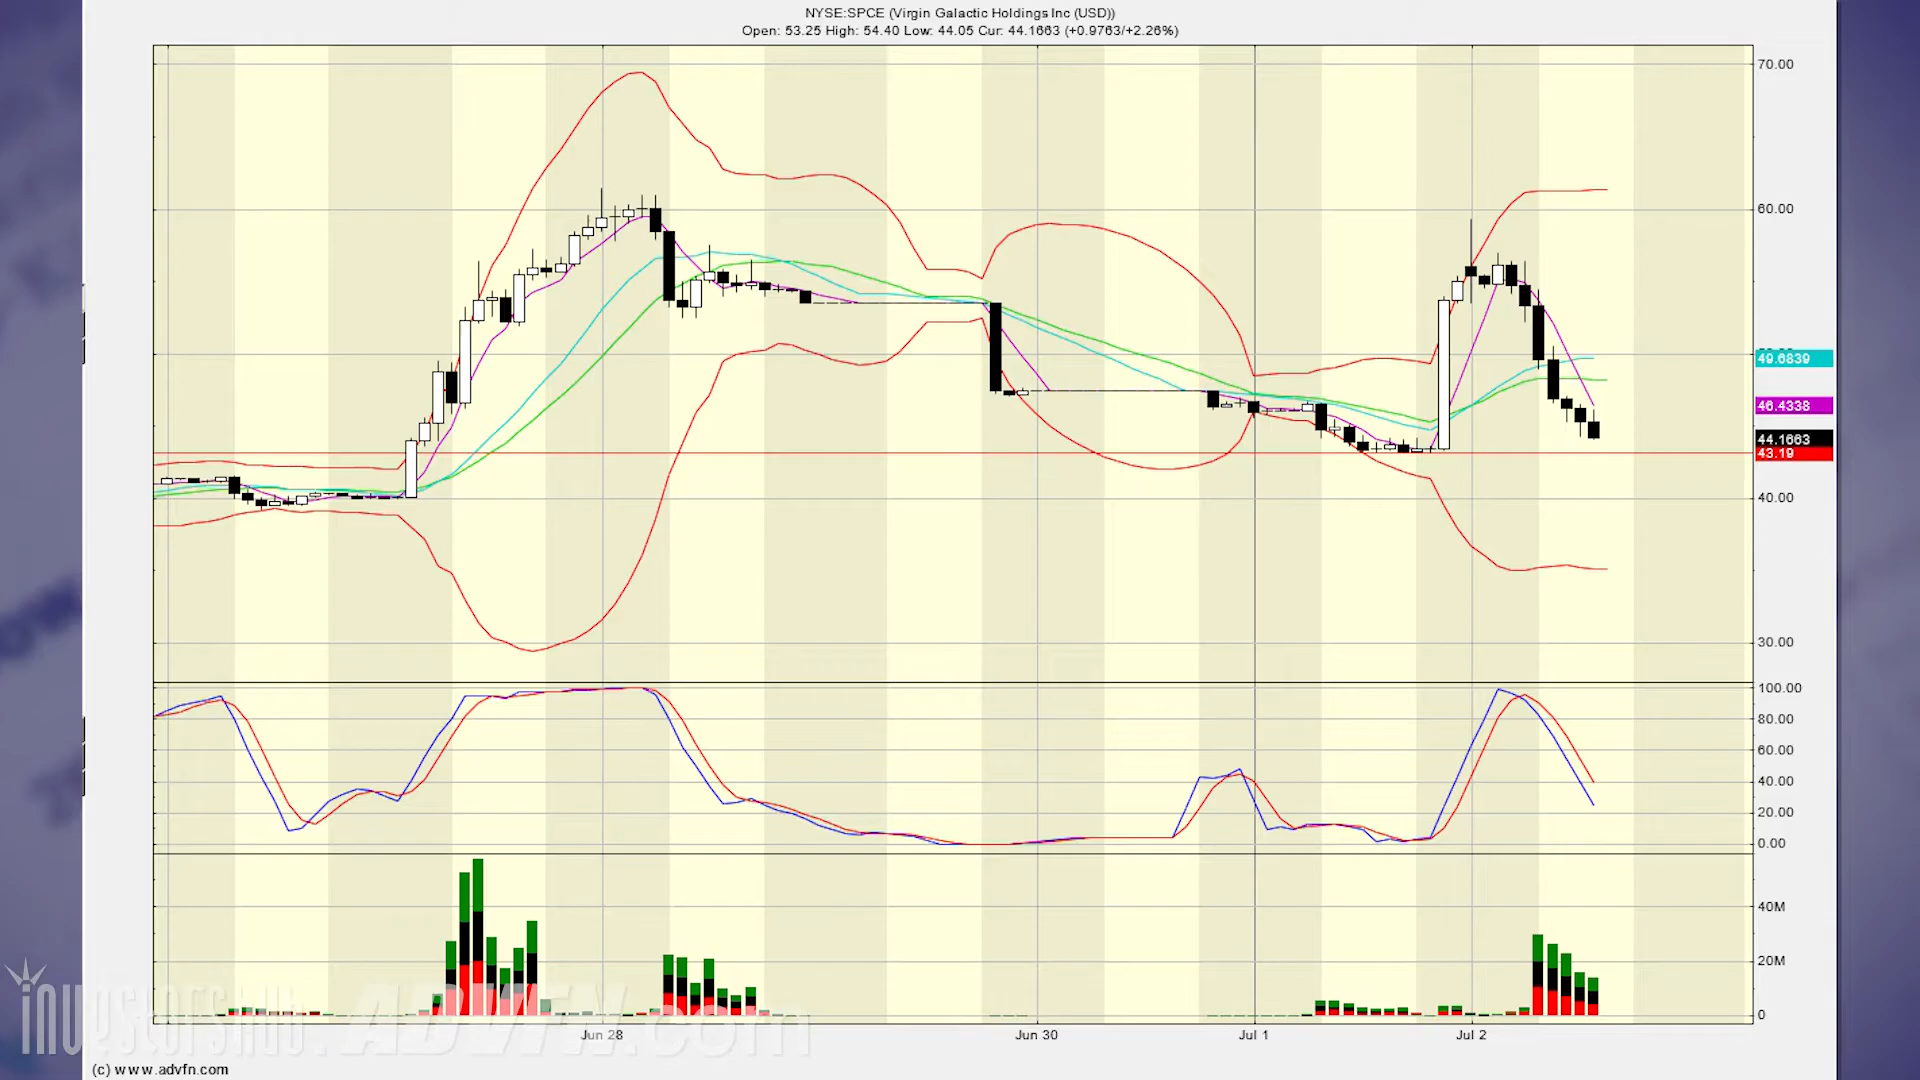 NYSE:SPCE (Virgin Galactic Holdings Inc (USD))
Open: 53.25 High: 54.40 Low: 44.05 Cur: 44.1663 (+0.9763/+2.26%)
70.00
60.00
49.6839
46.4338
44.1663
43.19
40.00
30.00
100.00
80.00
60.00
40.00
20.00
0.00
40M
20M
0
Jun 28
Jun 30
Jul 1
Jul 2
investorshub.ADVFN.com
(c) www.advfn.com